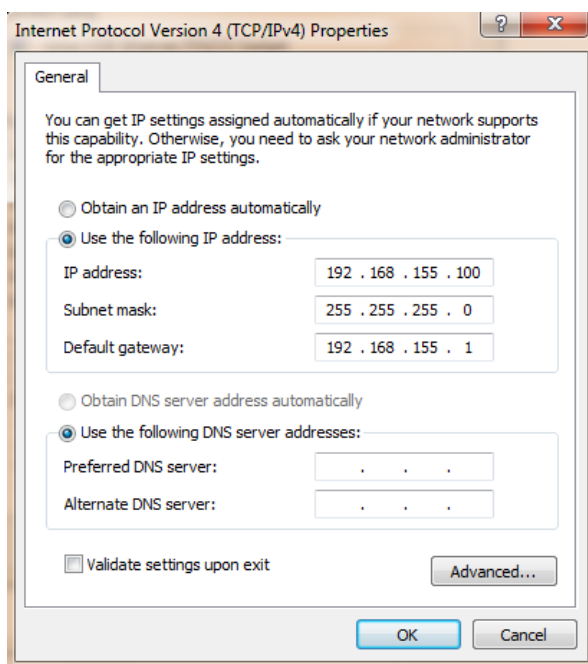 Internet Protocol Version 4 (TCP/IPv4) Properties
?
X
General
You can get IP settings assigned automatically if your network supports
this capability. Otherwise, you need to ask your network administrator
for the appropriate IP settings.
Obtain an IP address automatically
Use the following IP address:
IP address: 192 . 168 . 155 . 100
Subnet mask: 255 . 255 . 255 . 0
Default gateway: 192 . 168 . 155 . 1
Obtain DNS server address automatically
Use the following DNS server addresses:
Preferred DNS server: . . .
Alternate DNS server: . . .
Validate settings upon exit
Advanced...
OK Cancel